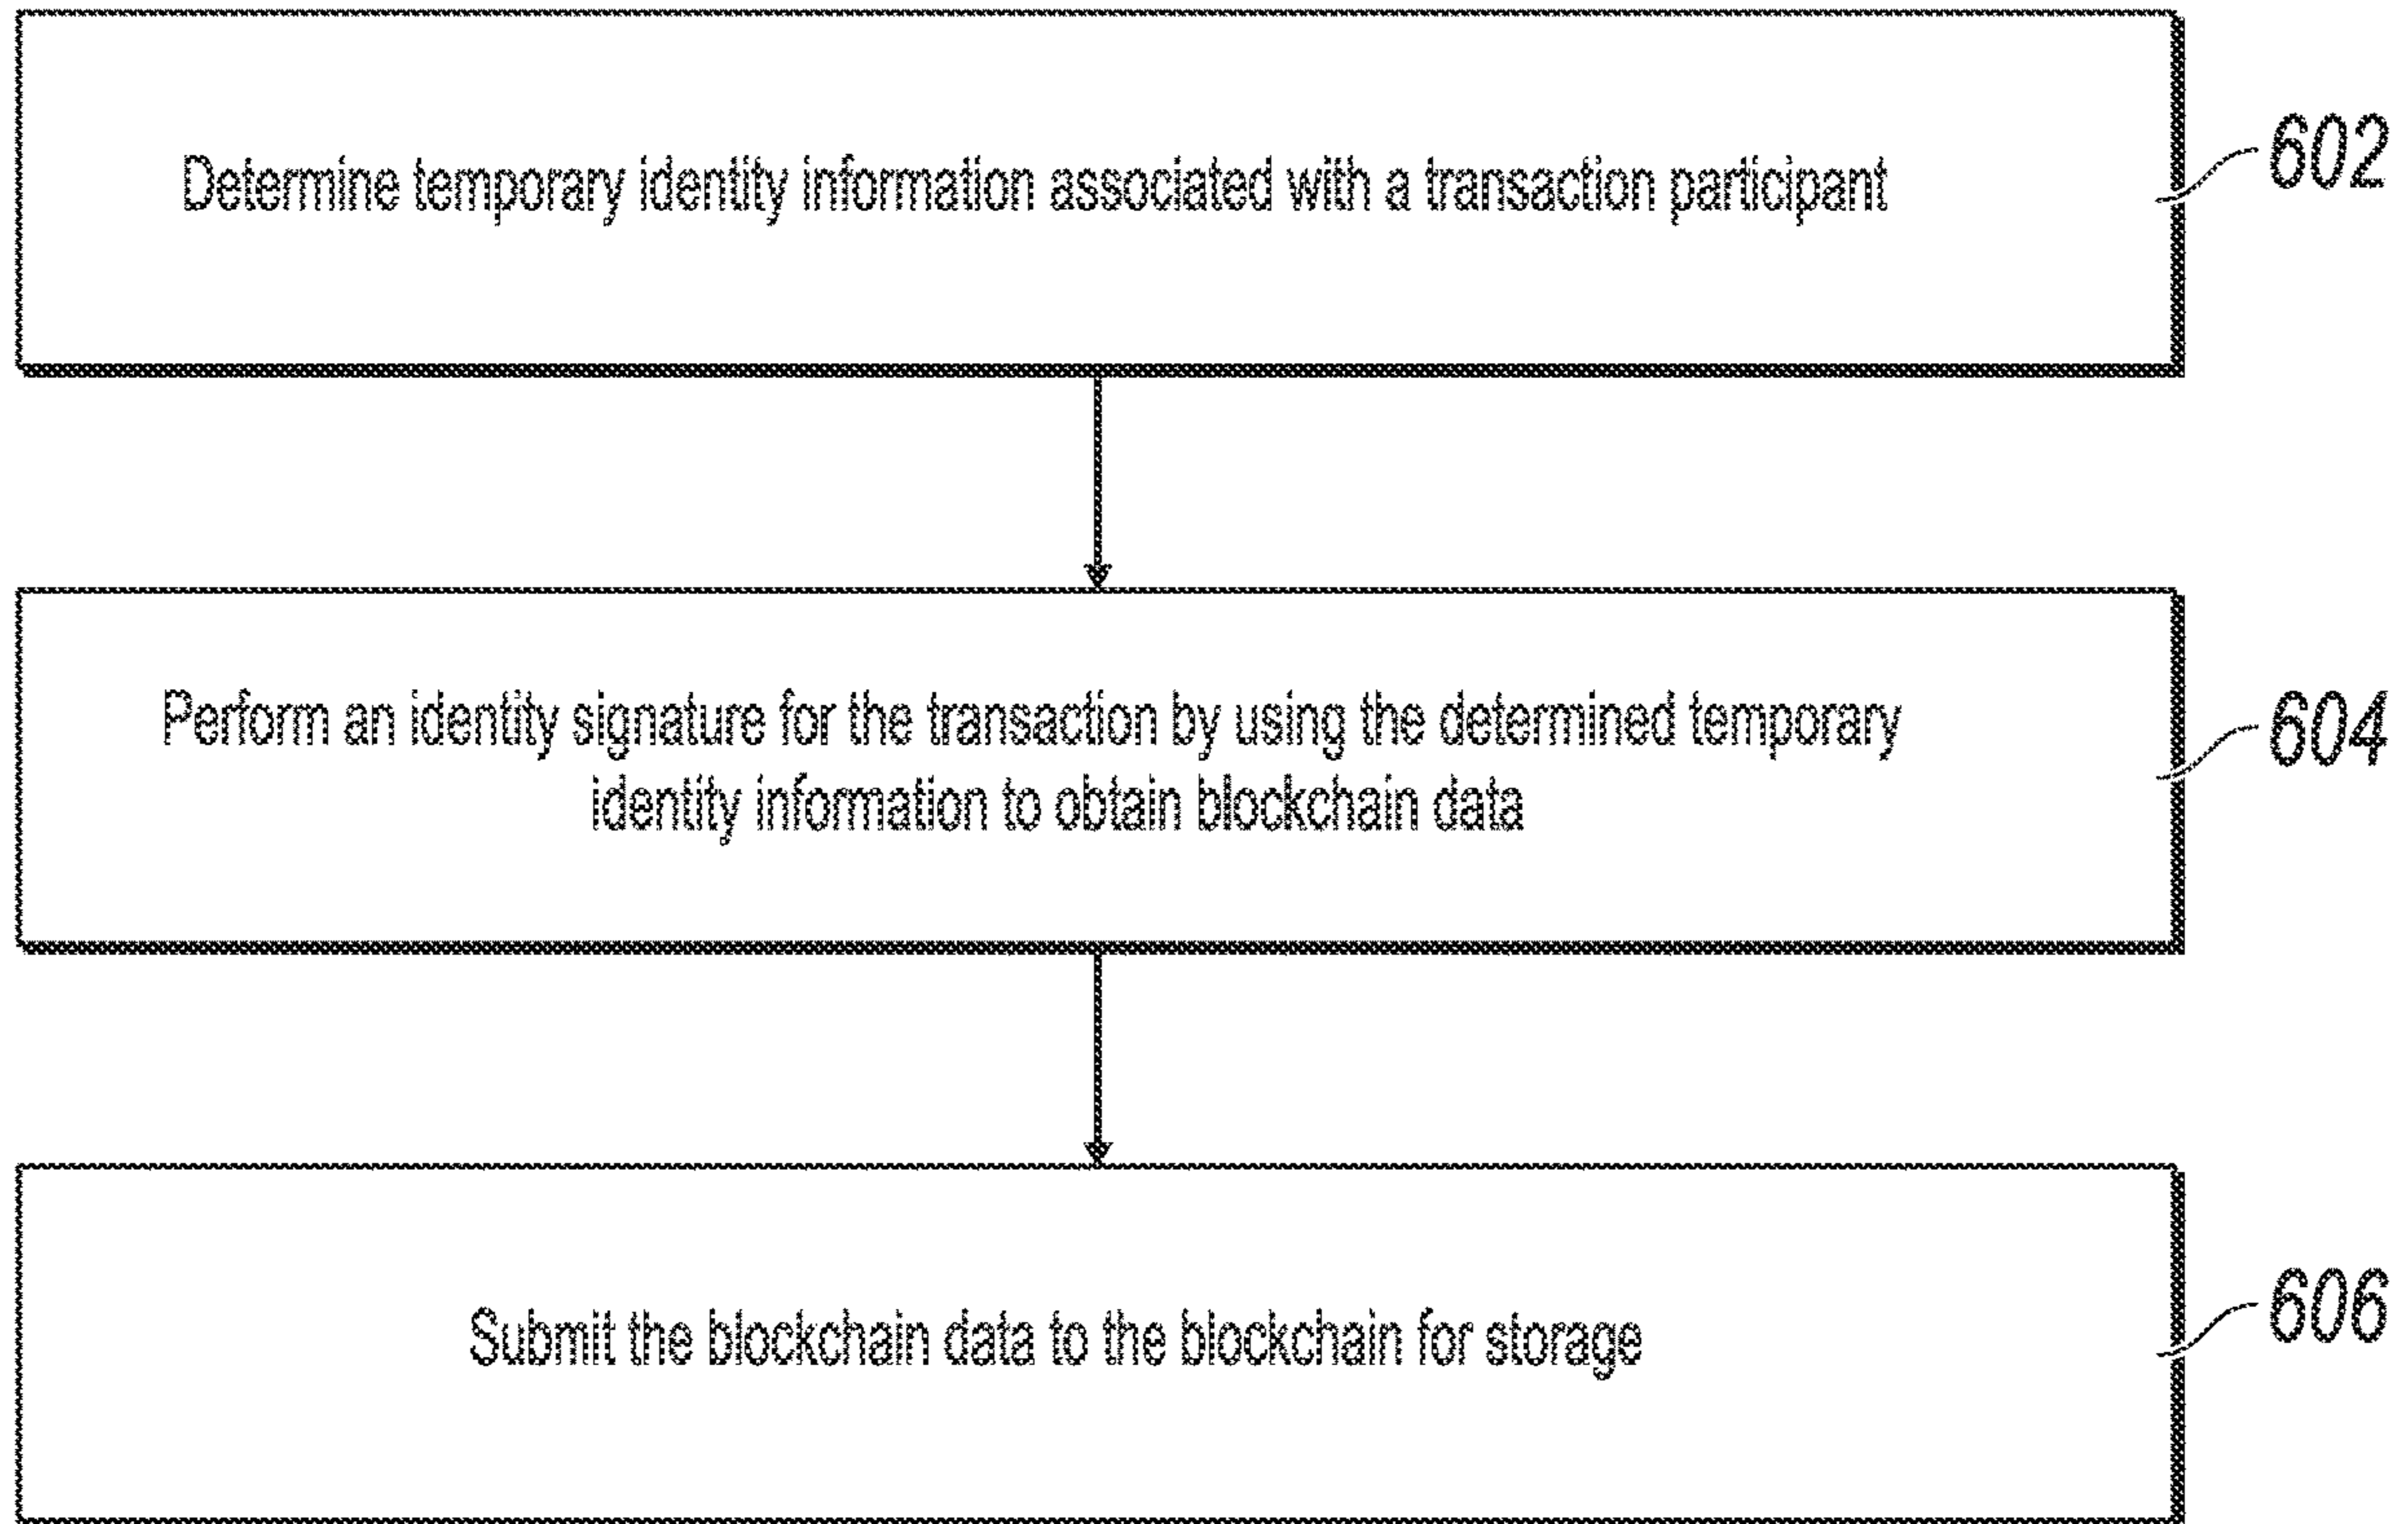 Determine temporary identity information associated with a transaction participant
602
Perform an identity signature for the transaction by using the determined temporary
identity information to obtain blockchain data
604
Submit the blockchain data to the blockchain for storage
606